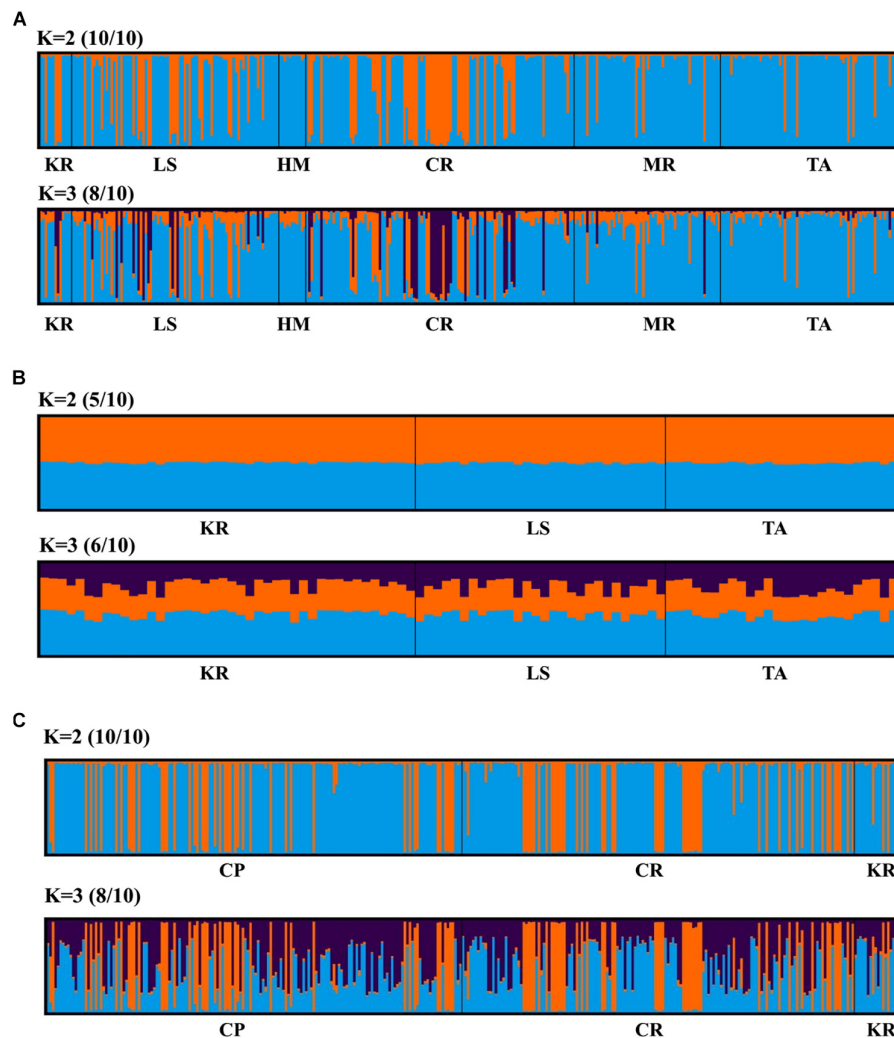 A
K=2 (10/10)
KR LS HM CR MR TA
K=3 (8/10)
KR LS HM CR MR TA
B
K=2 (5/10)
KR LS TA
K=3 (6/10)
KR LS TA
C
K=2 (10/10)
CP CR KR
K=3 (8/10)
CP CR KR